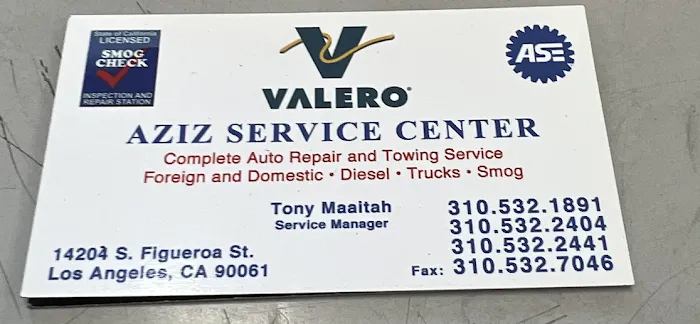 State of California
LICENSED
SMOG
CHECK
INSPECTION AND
REPAIR STATION
VALERO®
ASE
AZIZ SERVICE CENTER
Complete Auto Repair and Towing Service
Foreign and Domestic • Diesel • Trucks • Smog
Tony Maaitah
Service Manager
310.532.1891
310.532.2404
310.532.2441
Fax: 310.532.7046
14204 S. Figueroa St.
Los Angeles, CA 90061